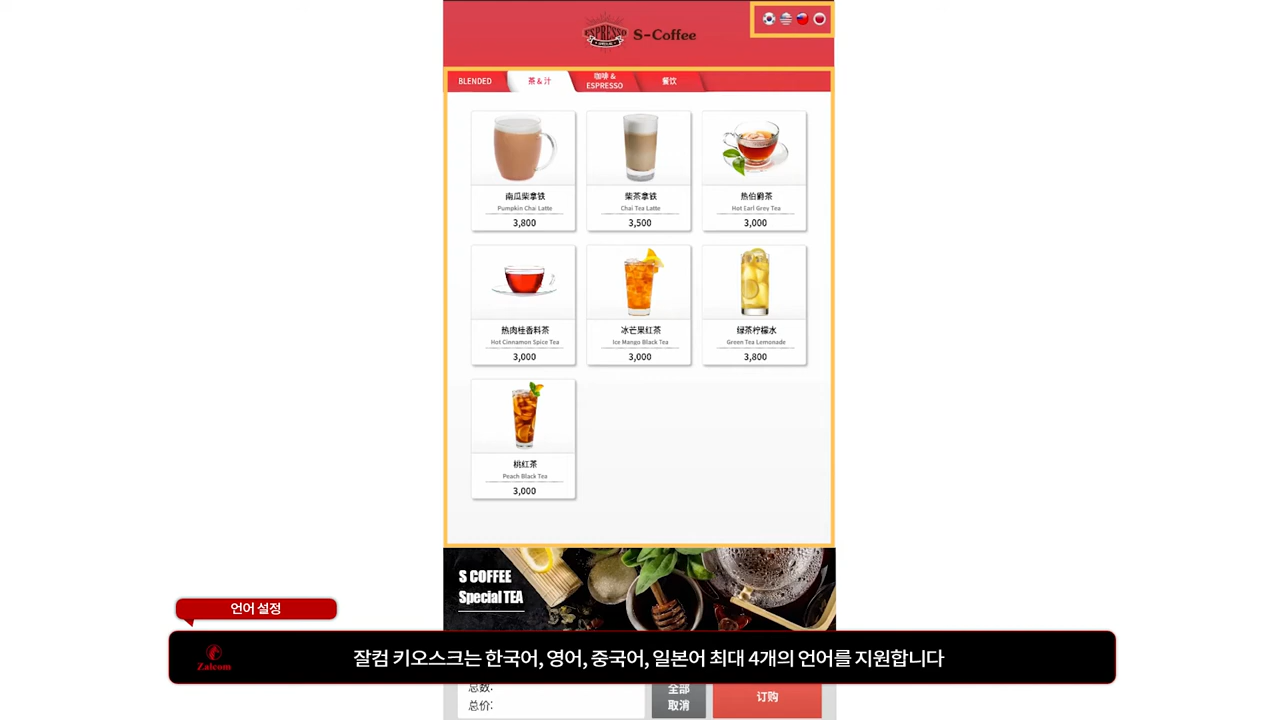 ESPRESSO
S-Coffee
BLENDED
茶 & 汁
咖啡 &
ESPRESSO
餐饮
南瓜柴拿铁
Pumpkin Chai Latte
3,800
柴茶拿铁
Chai Tea Latte
3,500
热伯爵茶
Hot Earl Grey Tea
3,000
热肉桂香料茶
Hot Cinnamon Spice Tea
3,000
冰芒果红茶
Ice Mango Black Tea
3,000
绿茶柠檬水
Green Tea Lemonade
3,800
桃红茶
Peach Black Tea
3,000
S COFFEE
Special TEA
언어 설정
Zalcom
잘컴 키오스크는 한국어, 영어, 중국어, 일본어 최대 4개의 언어를 지원합니다
总数:
总价:
全部
取消
订购